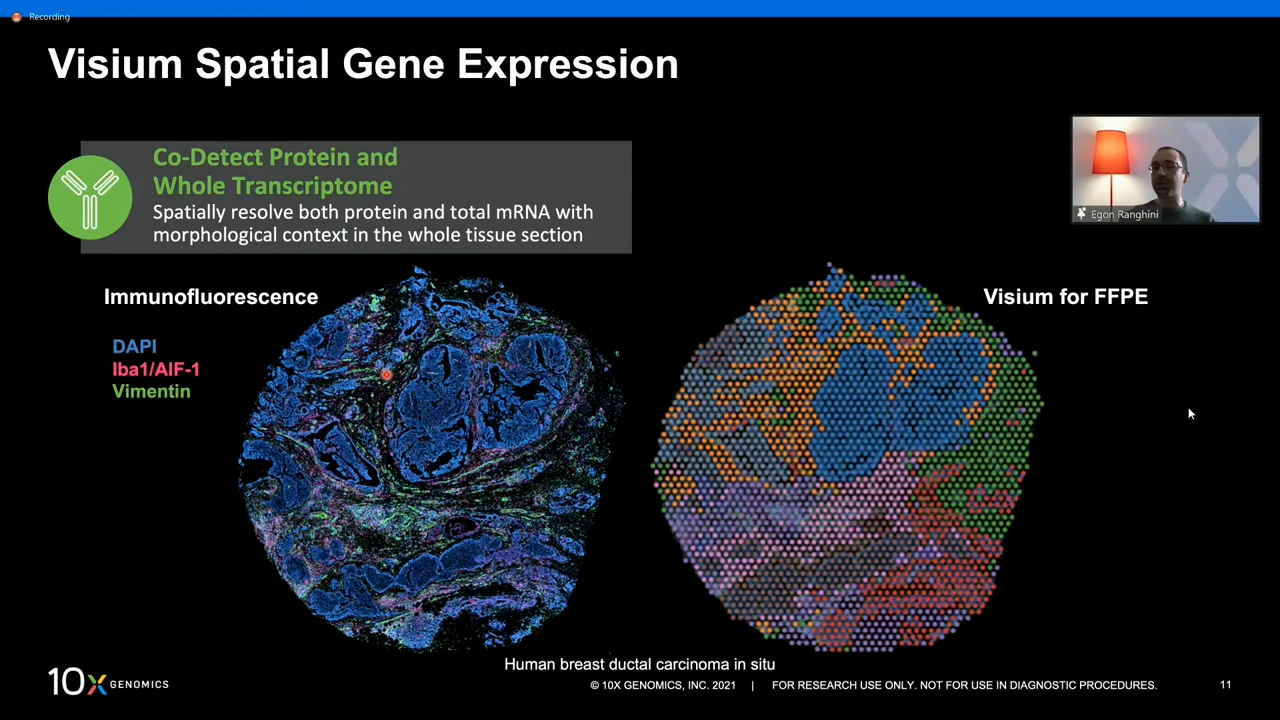 Recording
Visium Spatial Gene Expression
Co-Detect Protein and
Whole Transcriptome
Spatially resolve both protein and total mRNA with
morphological context in the whole tissue section
Egon Ranghini
Immunofluorescence
Visium for FFPE
DAPI
Iba1/AIF-1
Vimentin
Human breast ductal carcinoma in situ
10X GENOMICS
© 10X GENOMICS, INC. 2021 | FOR RESEARCH USE ONLY. NOT FOR USE IN DIAGNOSTIC PROCEDURES.
11